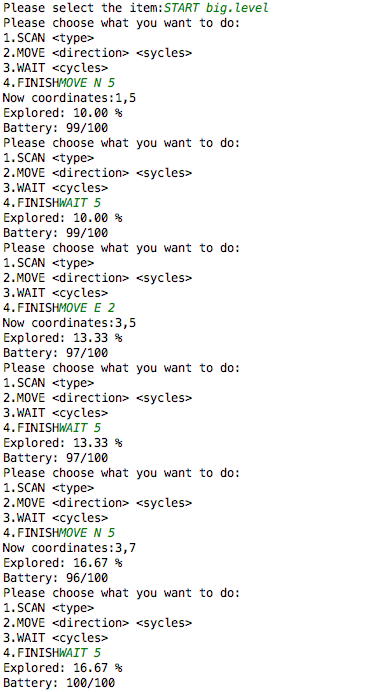 Please select the item:START big.level
Please choose what you want to do:
1.SCAN <type>
2.MOVE <direction> <sycles>
3.WAIT <cycles>
4.FINISHMOVE N 5
Now coordinates:1,5
Explored: 10.00 %
Battery: 99/100
Please choose what you want to do:
1.SCAN <type>
2.MOVE <direction> <sycles>
3.WAIT <cycles>
4.FINISHWAIT 5
Explored: 10.00 %
Battery: 99/100
Please choose what you want to do:
1.SCAN <type>
2.MOVE <direction> <sycles>
3.WAIT <cycles>
4.FINISHMOVE E 2
Now coordinates:3,5
Explored: 13.33 %
Battery: 97/100
Please choose what you want to do:
1.SCAN <type>
2.MOVE <direction> <sycles>
3.WAIT <cycles>
4.FINISHWAIT 5
Explored: 13.33 %
Battery: 97/100
Please choose what you want to do:
1.SCAN <type>
2.MOVE <direction> <sycles>
3.WAIT <cycles>
4.FINISHMOVE N 5
Now coordinates:3,7
Explored: 16.67 %
Battery: 96/100
Please choose what you want to do:
1.SCAN <type>
2.MOVE <direction> <sycles>
3.WAIT <cycles>
4.FINISHWAIT 5
Explored: 16.67 %
Battery: 100/100